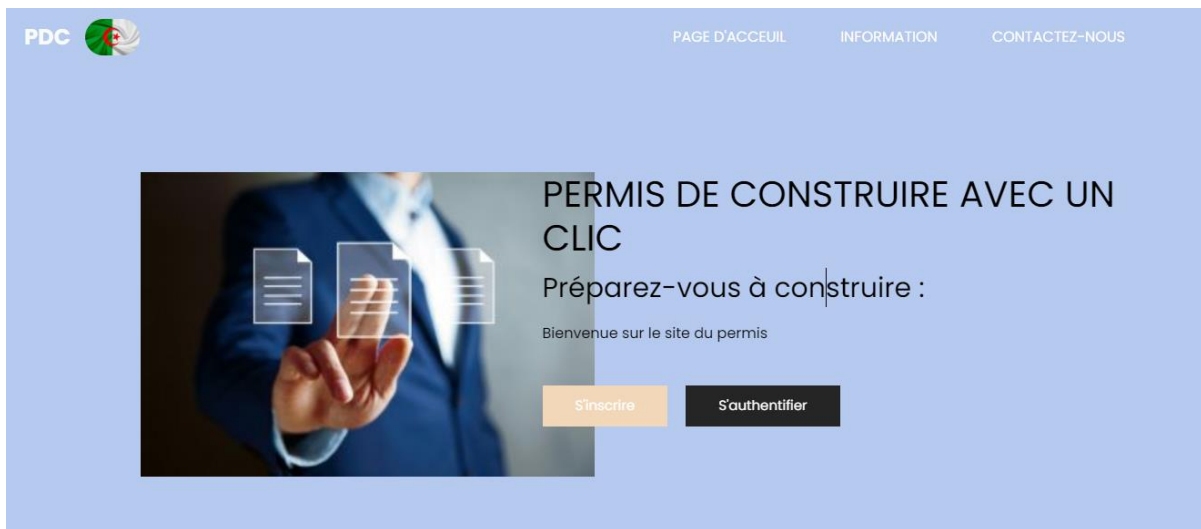 PDC
PAGE D'ACCEUIL INFORMATION CONTACTEZ-NOUS
PERMIS DE CONSTRUIRE AVEC UN
CLIC
Préparez-vous à construire :
Bienvenue sur le site du permis
S'inscrire S'authentifier